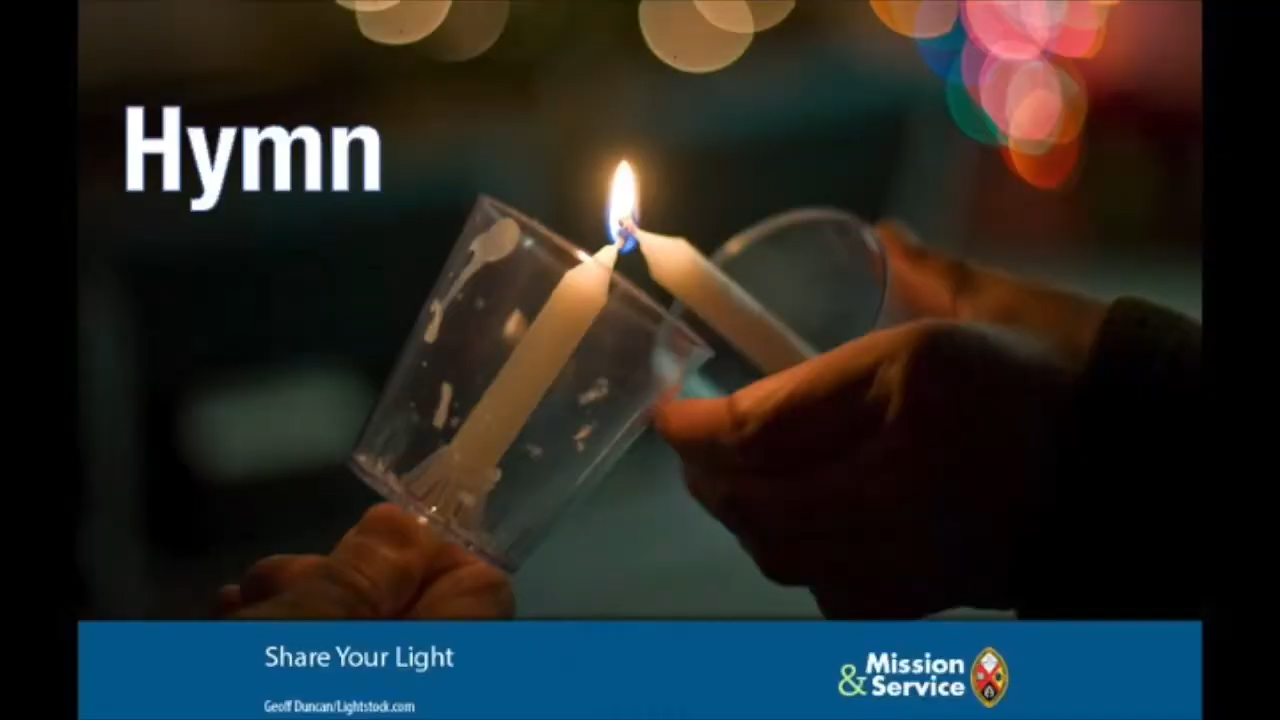 Hymn
Share Your Light
Geoff Duncan/Lightstock.com
Mission
& Service